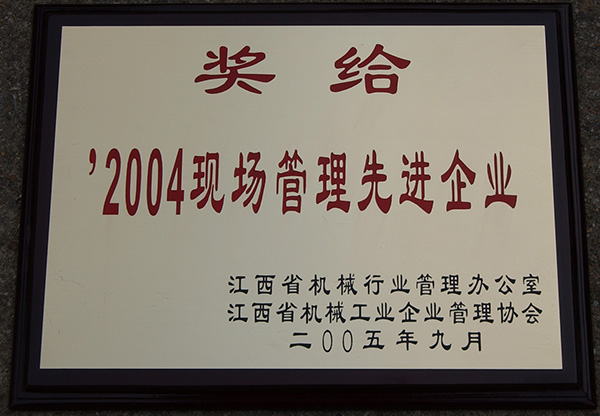 奖给
’2004现场管理先进企业
江西省机械行业管理办公室
江西省机械工业企业管理协会
二〇〇五年九月